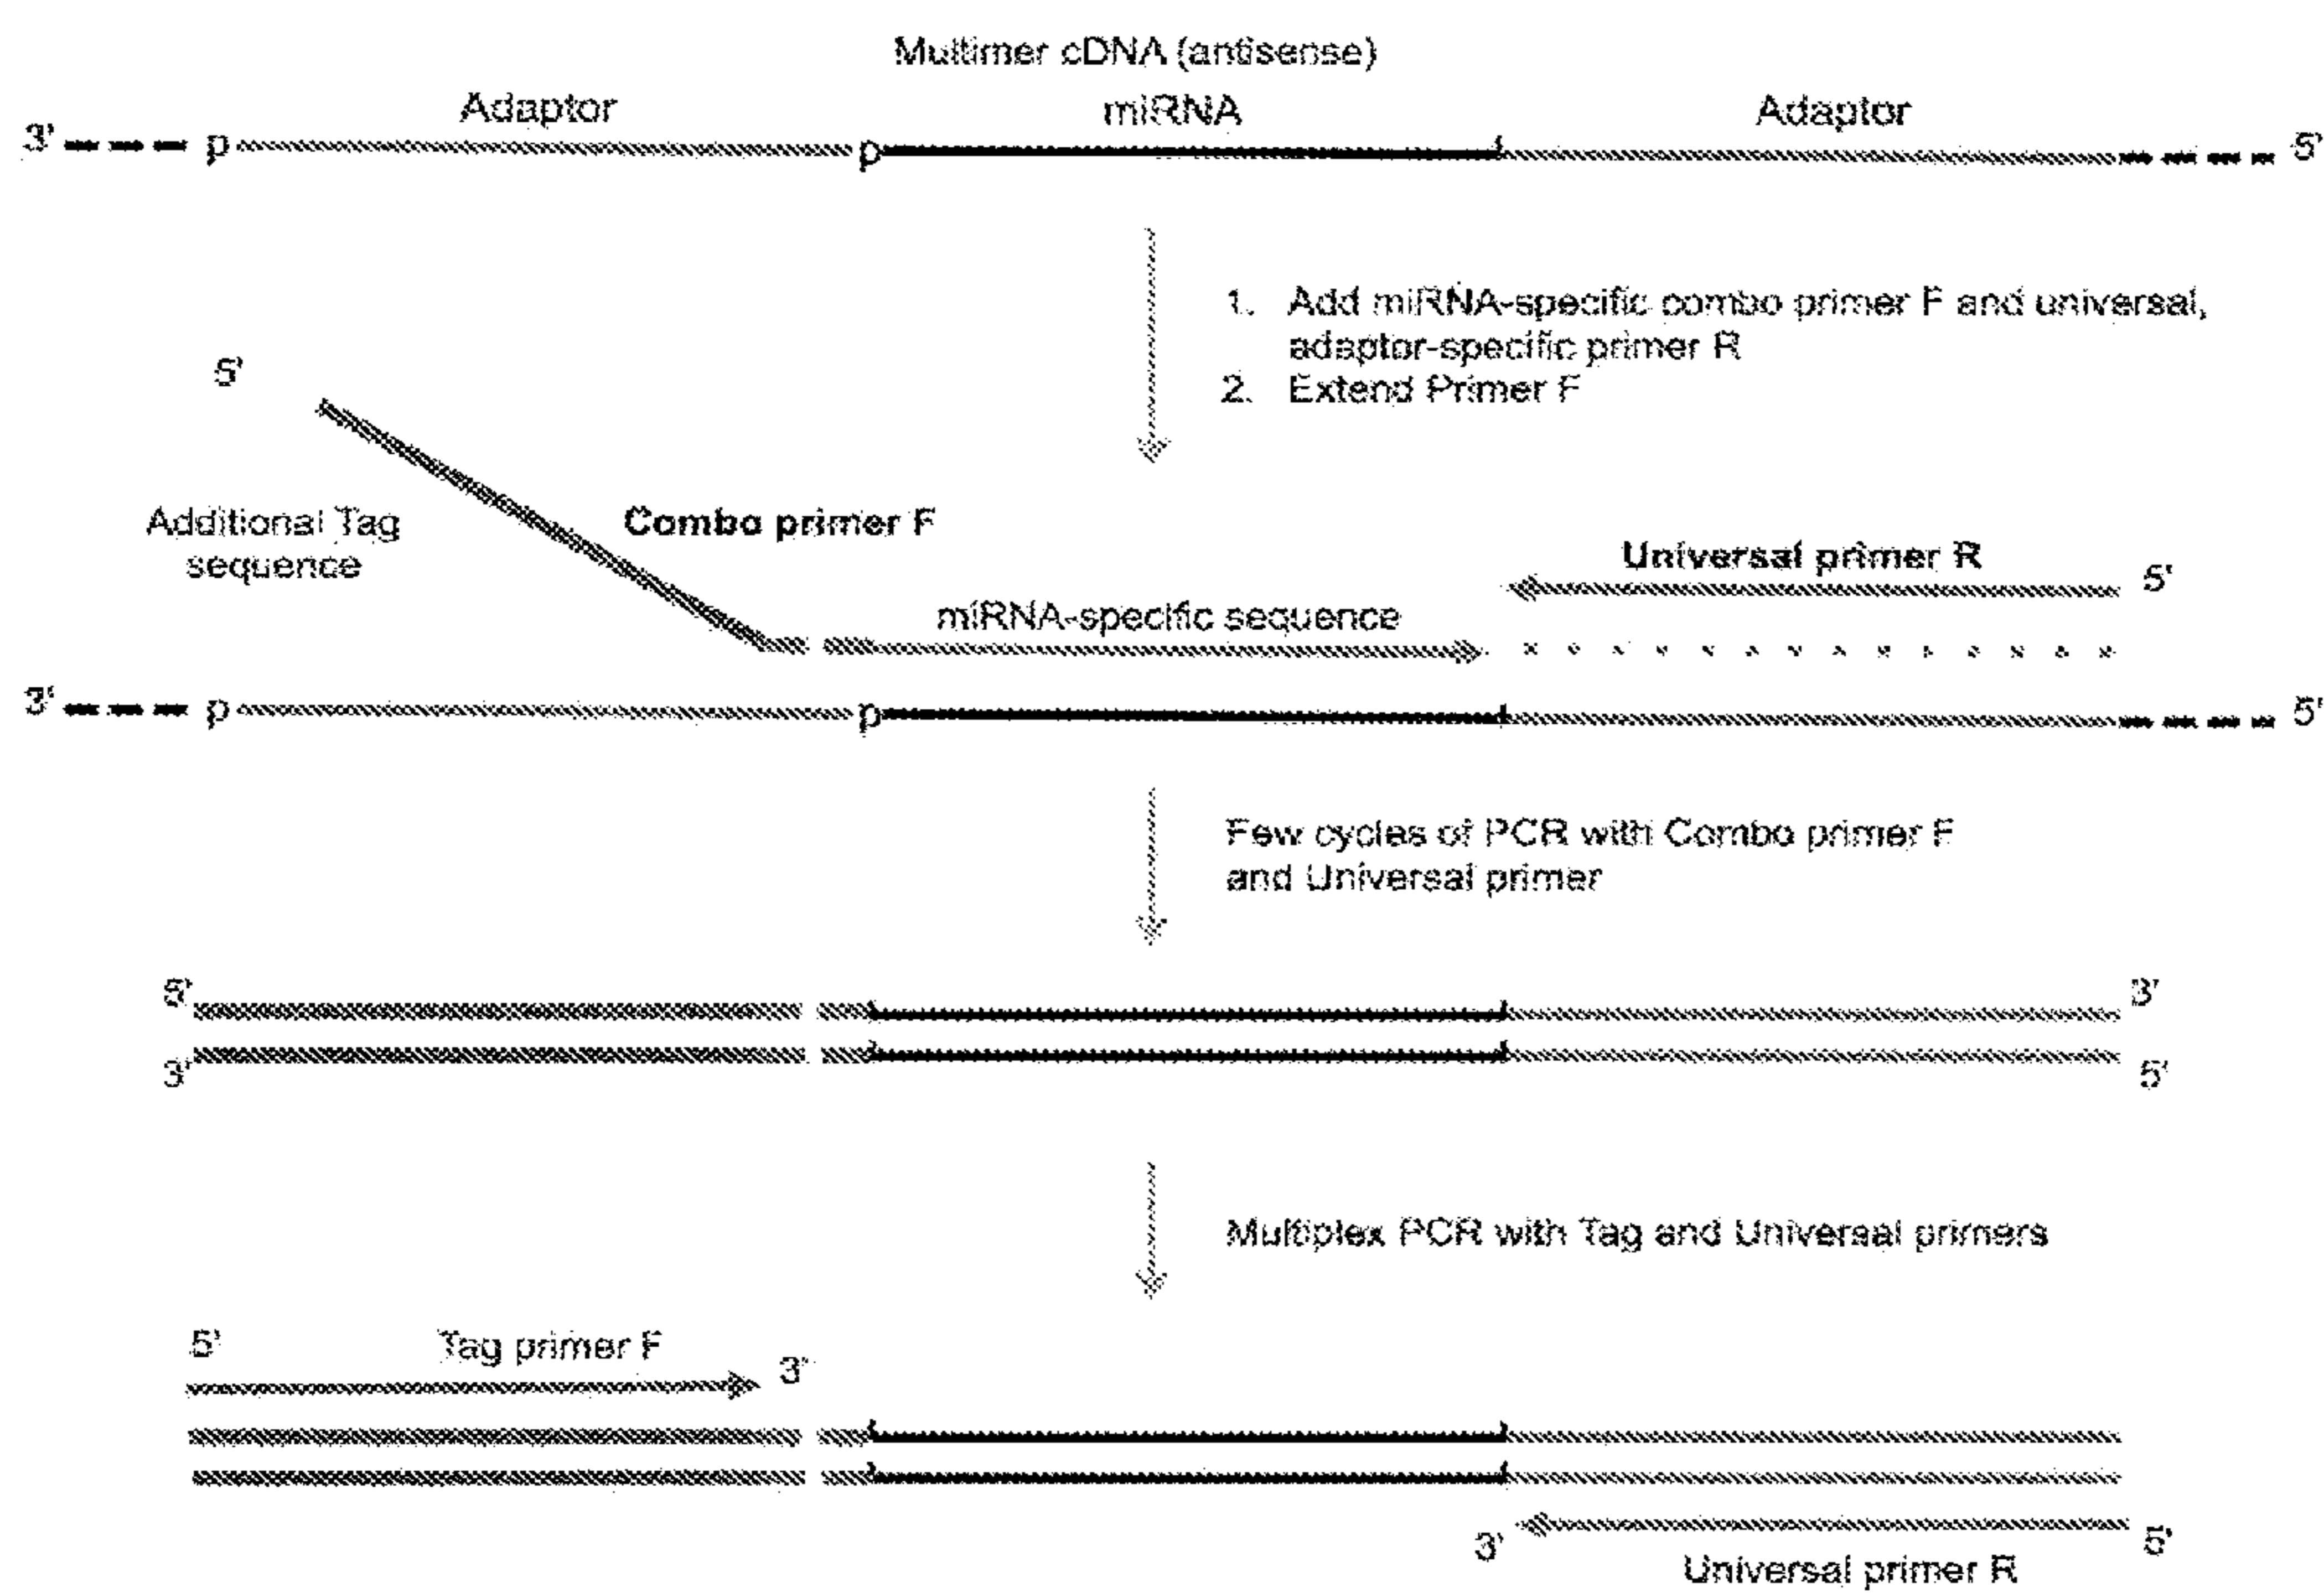 Multimer cDNA (antisense)
Adaptor miRNA Adaptor
3' p p 5'
1. Add miRNA-specific combo primer F and universal,
adaptor-specific primer R
2. Extend Primer F
5'
Additional Tag
sequence
Combo primer F
Universal primer R
5'
miRNA-specific sequence
3' p p 5'
Few cycles of PCR with Combo primer F
and Universal primer
5' 3'
3' 5'
Multiplex PCR with Tag and Universal primers
5' Tag primer F 3'
3' 5'
Universal primer R